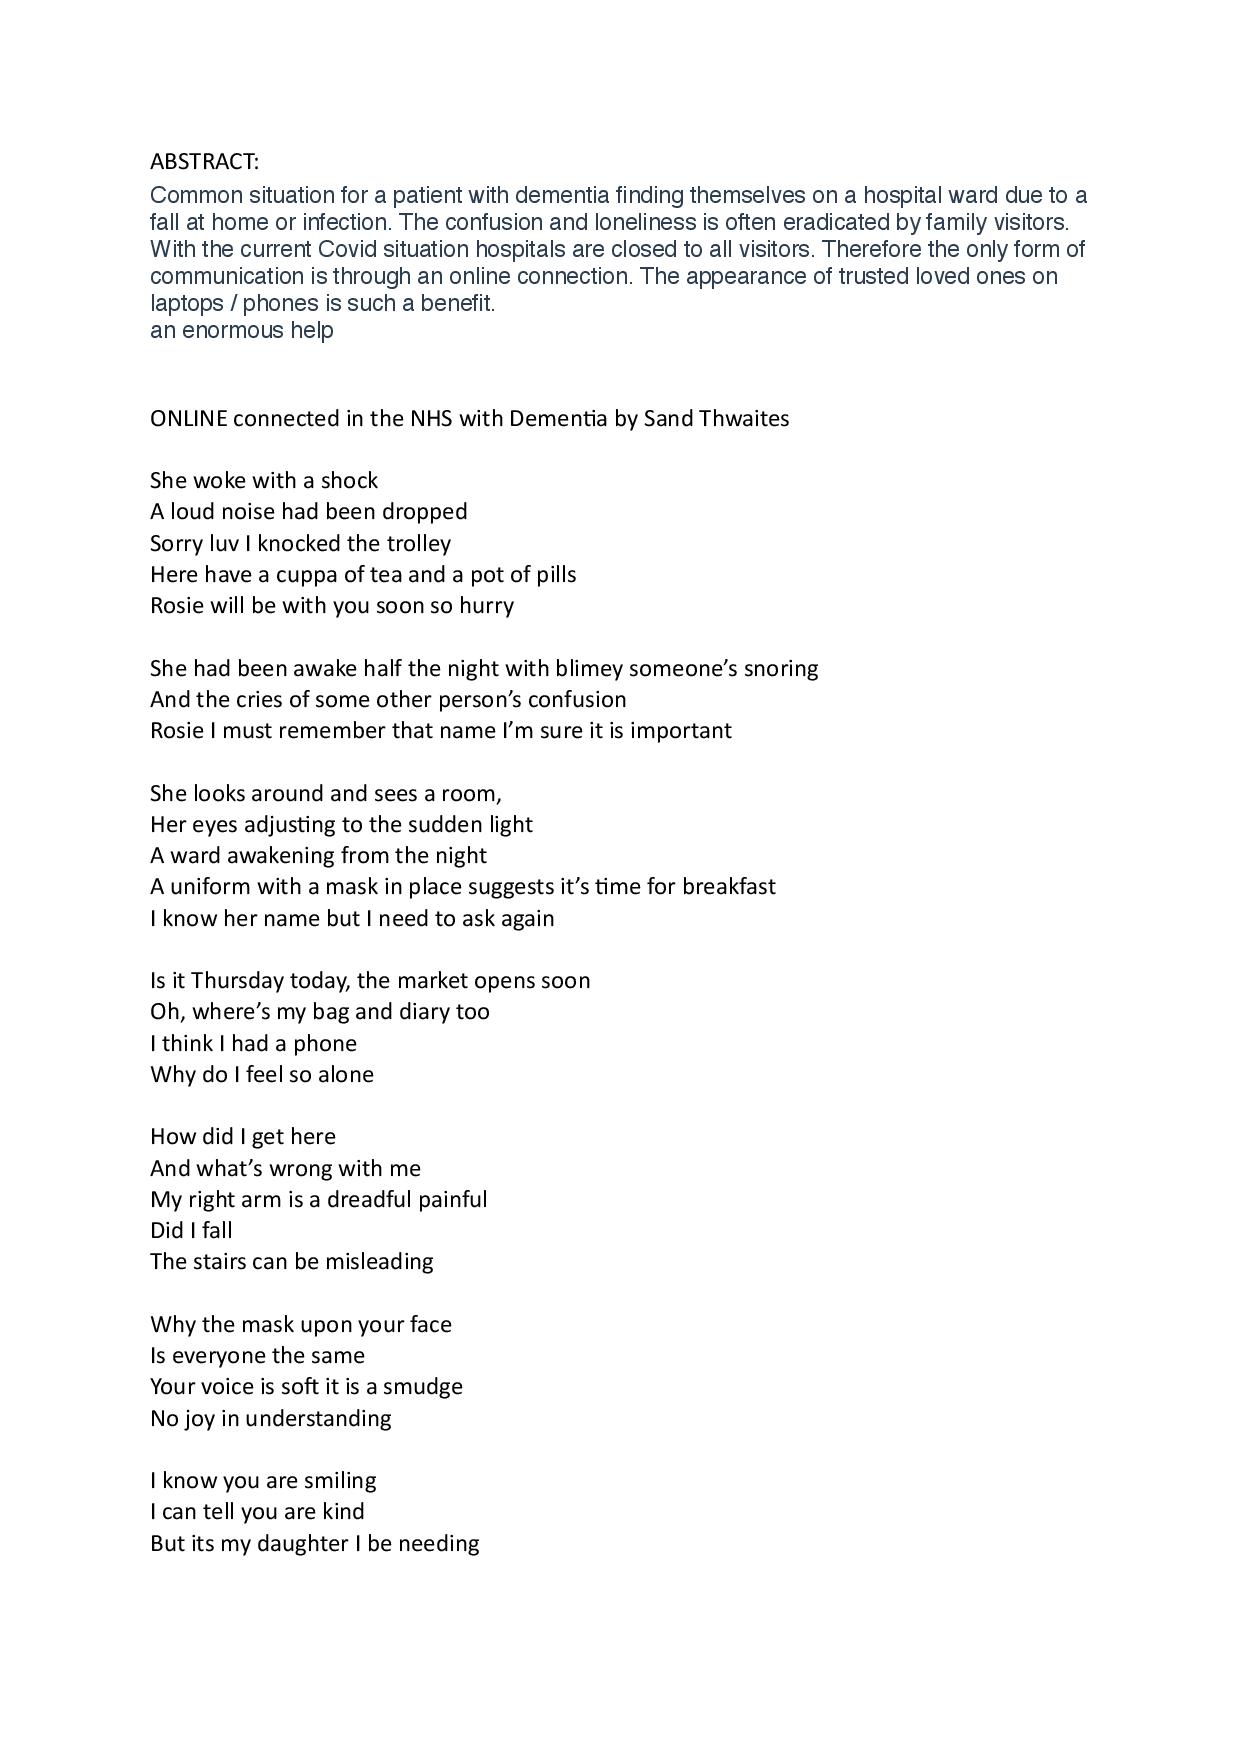 ABSTRACT:
Common situation for a patient with dementia finding themselves on a hospital ward due to a
fall at home or infection. The confusion and loneliness is often eradicated by family visitors.
With the current Covid situation hospitals are closed to all visitors. Therefore the only form of
communication is through an online connection. The appearance of trusted loved ones on
laptops / phones is such a benefit.
an enormous help
ONLINE connected in the NHS with Dementia by Sand Thwaites
She woke with a shock
A loud noise had been dropped
Sorry luv I knocked the trolley
Here have a cuppa of tea and a pot of pills
Rosie will be with you soon so hurry
She had been awake half the night with blimey someone’s snoring
And the cries of some other person’s confusion
Rosie I must remember that name I’m sure it is important
She looks around and sees a room,
Her eyes adjusting to the sudden light
A ward awakening from the night
A uniform with a mask in place suggests it’s time for breakfast
I know her name but I need to ask again
Is it Thursday today, the market opens soon
Oh, where’s my bag and diary too
I think I had a phone
Why do I feel so alone
How did I get here
And what’s wrong with me
My right arm is a dreadful painful
Did I fall
The stairs can be misleading
Why the mask upon your face
Is everyone the same
Your voice is soft it is a smudge
No joy in understanding
I know you are smiling
I can tell you are kind
But its my daughter I be needing